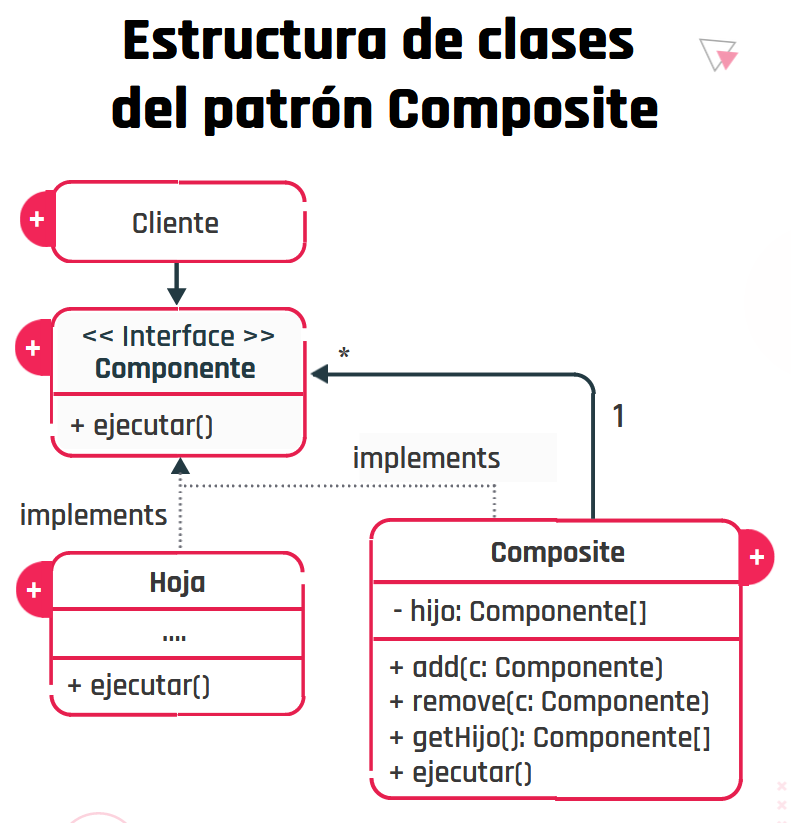 Estructura de clases
del patrón Composite
+
Cliente
+
<< Interface >>
Componente
+ ejecutar()
*
1
implements
implements
+
Hoja
....
+ ejecutar()
Composite
+
- hijo: Componente[]
+ add(c: Componente)
+ remove(c: Componente)
+ getHijo(): Componente[]
+ ejecutar()